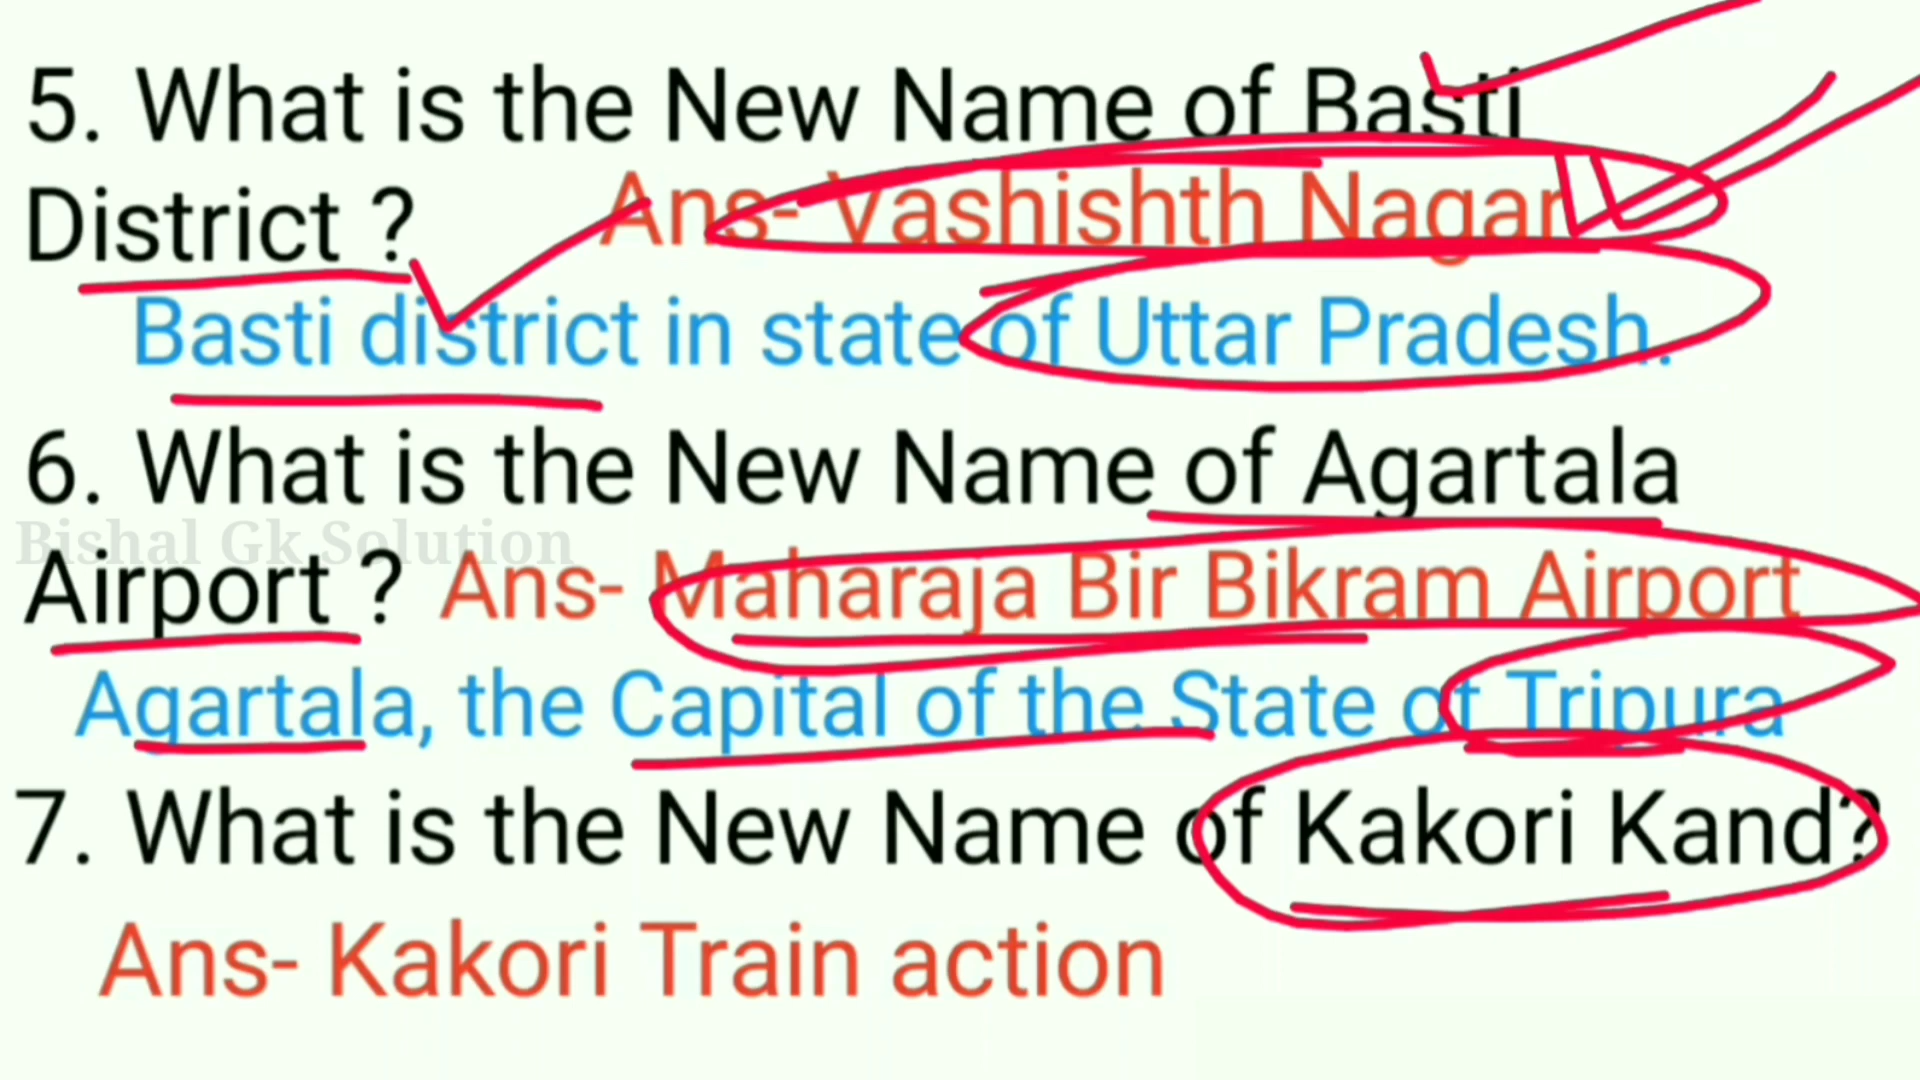 5. What is the New Name of Basti
District ? Ans- Vashishth Nagar
Basti district in state of Uttar Pradesh.
6. What is the New Name of Agartala
Bishal Gk Solution
Airport ? Ans- Maharaja Bir Bikram Airport
Agartala, the Capital of the State of Tripura
7. What is the New Name of Kakori Kand?
Ans- Kakori Train action